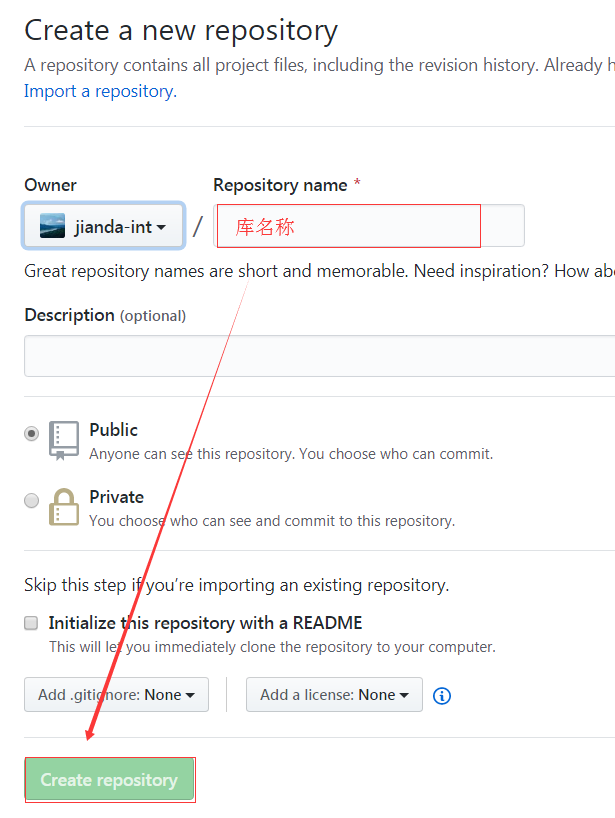 Create a new repository
A repository contains all project files, including the revision history. Already h
Import a repository.
Owner
Repository name *
jianda-int
/
库名称
Great repository names are short and memorable. Need inspiration? How abo
Description (optional)
Public
Anyone can see this repository. You choose who can commit.
Private
You choose who can see and commit to this repository.
Skip this step if you’re importing an existing repository.
Initialize this repository with a README
This will let you immediately clone the repository to your computer.
Add .gitignore: None
Add a license: None
Create repository